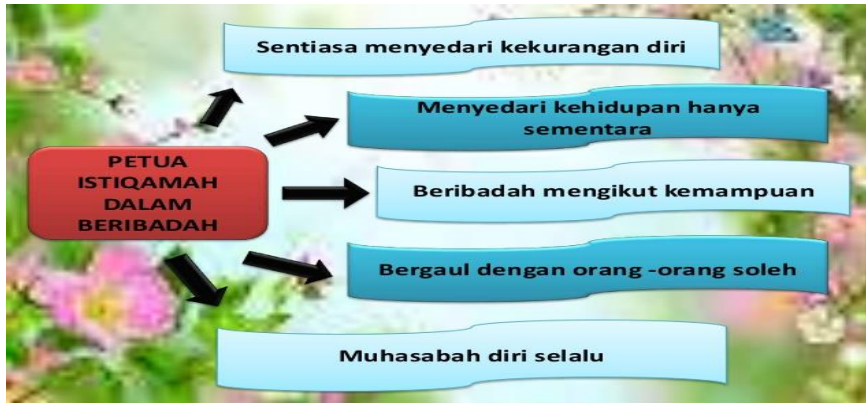 Sentiasa menyedari kekurangan diri
Menyedari kehidupan hanya
sementara
PETUA
ISTIQAMAH
DALAM
BERIBADAH
Beribadah mengikut kemampuan
Bergaul dengan orang -orang soleh
Muhasabah diri selalu